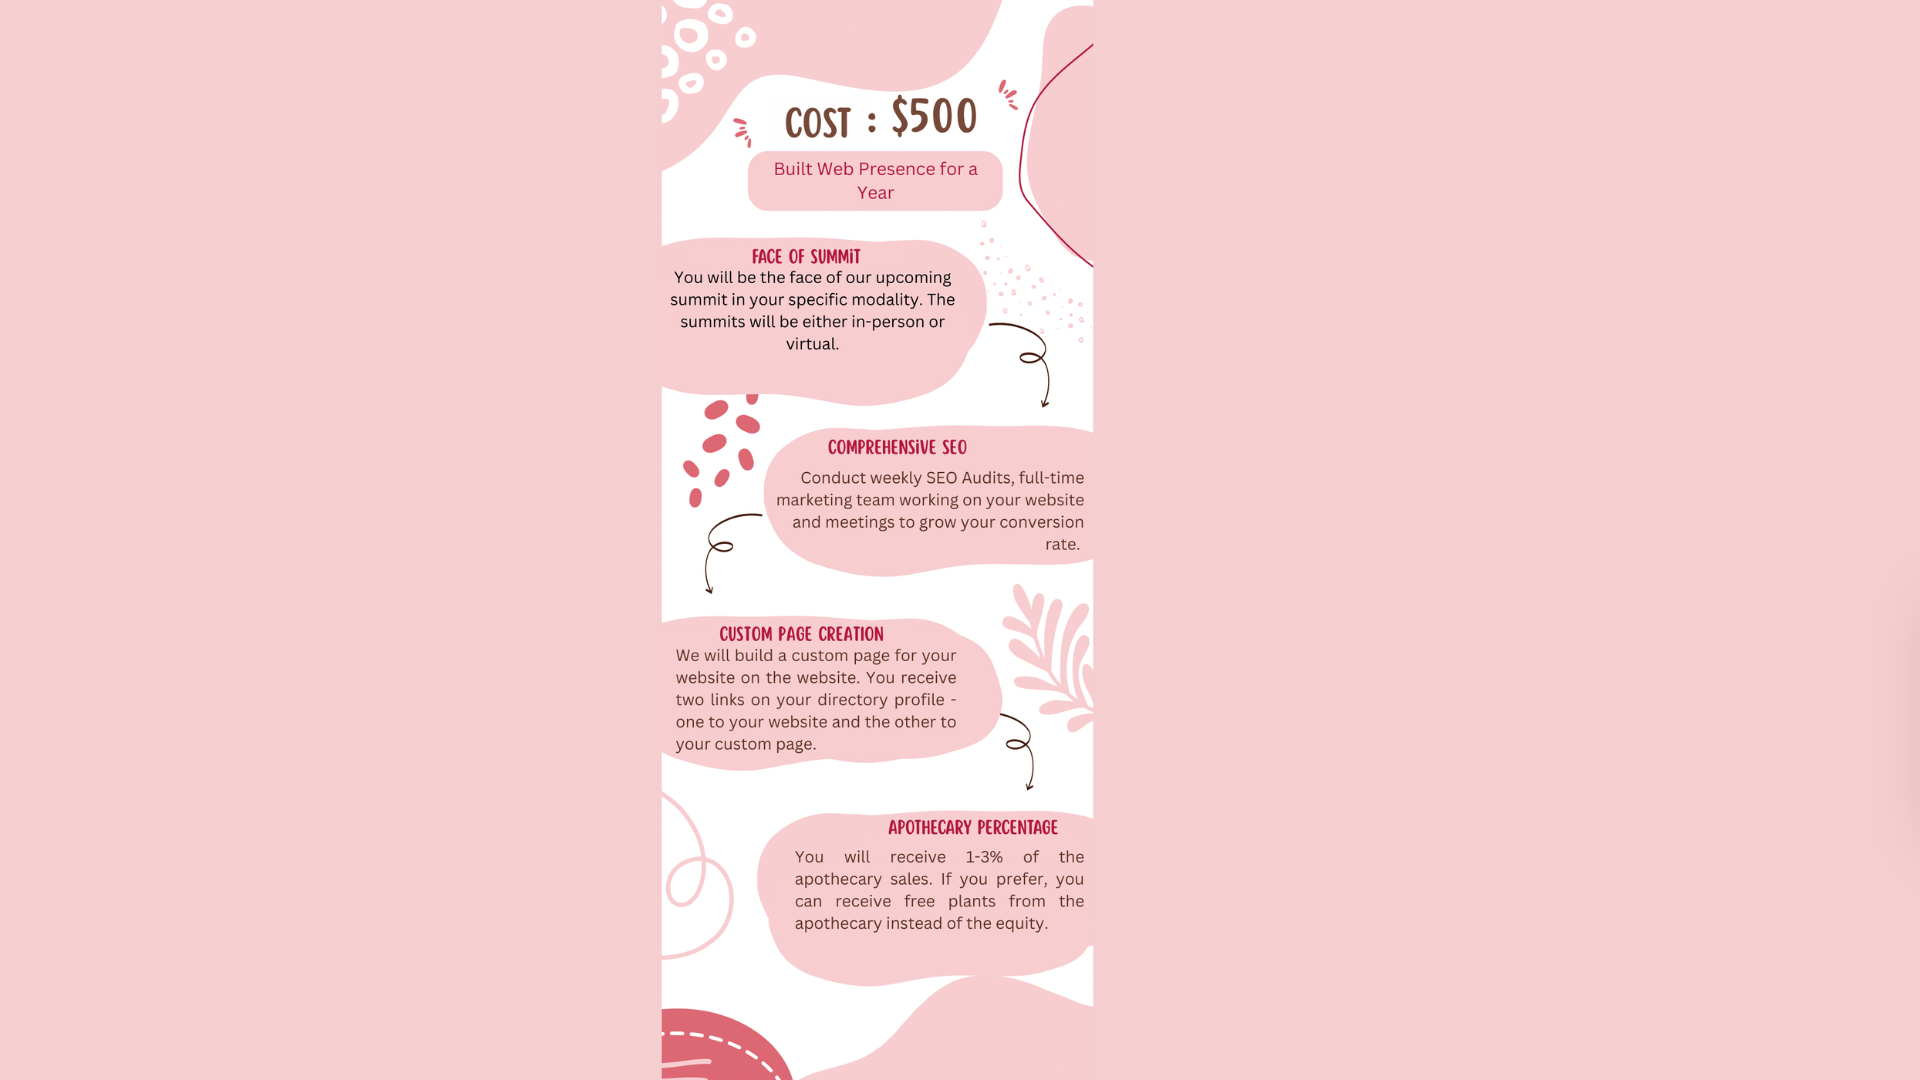 COST : $500
Built Web Presence for a
Year
FACE OF SUMMIT
You will be the face of our upcoming
summit in your specific modality. The
summits will be either in-person or
virtual.
COMPREHENSIVE SEO
Conduct weekly SEO Audits, full-time
marketing team working on your website
and meetings to grow your conversion
rate.
CUSTOM PAGE CREATION
We will build a custom page for your
website on the website. You receive
two links on your directory profile -
one to your website and the other to
your custom page.
APOTHECARY PERCENTAGE
You will receive 1-3% of the
apothecary sales. If you prefer, you
can receive free plants from the
apothecary instead of the equity.